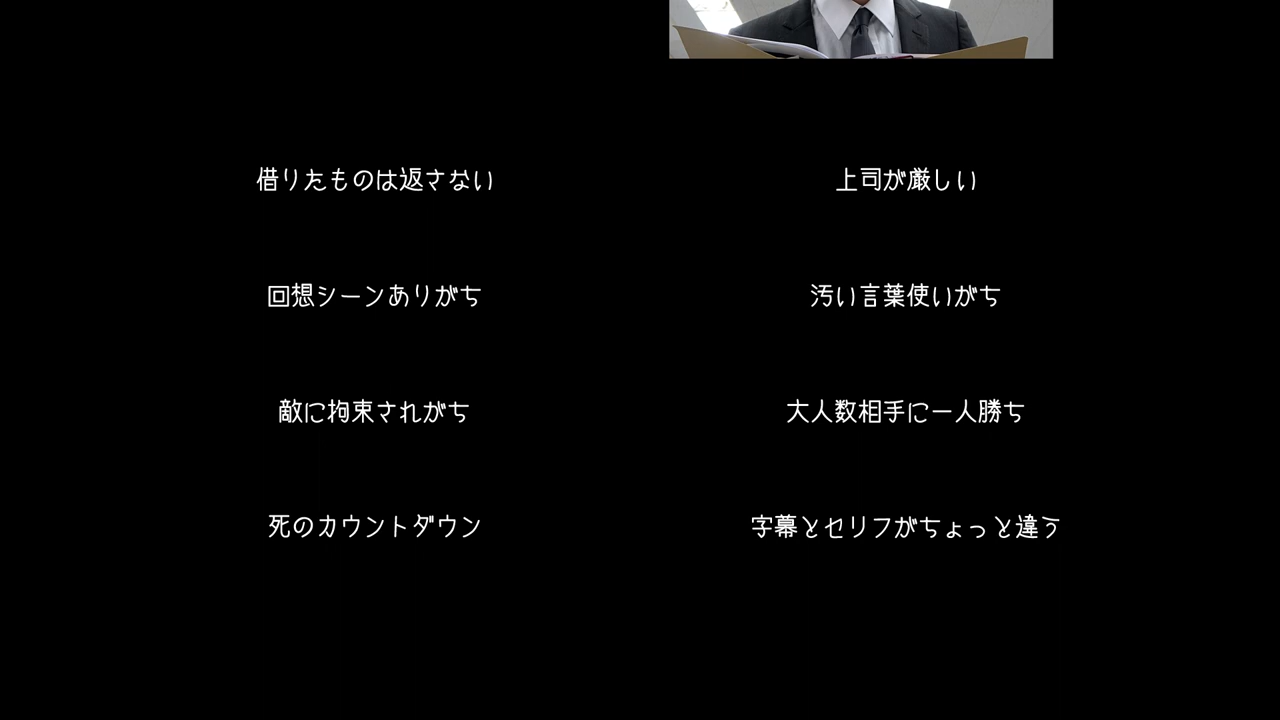 借りたものは返さない
上司が厳しい
回想シーンありがち
汚い言葉使いがち
敵に拘束されがち
大人数相手に一人勝ち
死のカウントダウン
字幕とセリフがちょっと違う